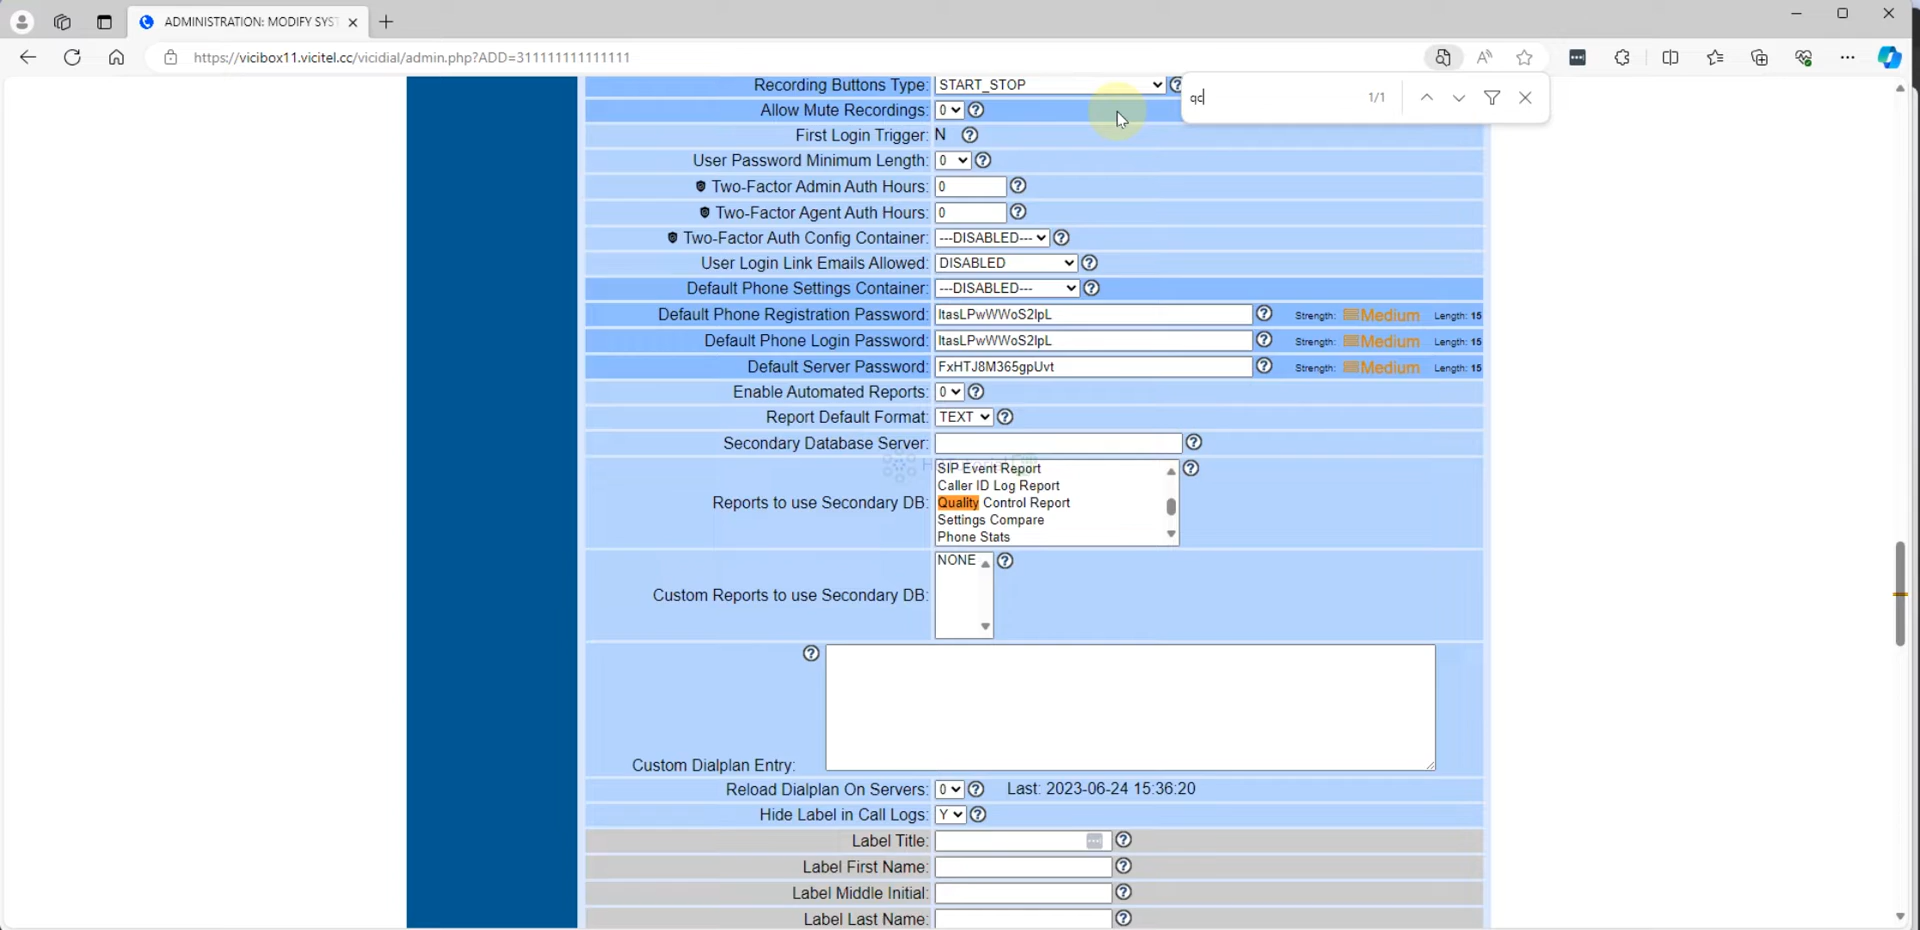 ADMINISTRATION: MODIFY SYST
https://vicibox11.vicitel.cc/vicidial/admin.php?ADD=311111111111111
qc 1/1
Recording Buttons Type: START_STOP
Allow Mute Recordings: 0
First Login Trigger: N
User Password Minimum Length: 0
Two-Factor Admin Auth Hours: 0
Two-Factor Agent Auth Hours: 0
Two-Factor Auth Config Container: ---DISABLED---
User Login Link Emails Allowed: DISABLED
Default Phone Settings Container: ---DISABLED---
Default Phone Registration Password: ltasLPwWWoS2lpL Strength: Medium Length: 15
Default Phone Login Password: ltasLPwWWoS2lpL Strength: Medium Length: 15
Default Server Password: FxHTJ8M365gpUvt Strength: Medium Length: 15
Enable Automated Reports: 0
Report Default Format: TEXT
Secondary Database Server:
SIP Event Report
Caller ID Log Report
Reports to use Secondary DB: Quality Control Report
Settings Compare
Phone Stats
NONE
Custom Reports to use Secondary DB:
Custom Dialplan Entry:
Reload Dialplan On Servers: 0 Last: 2023-06-24 15:36:20
Hide Label in Call Logs: Y
Label Title:
Label First Name:
Label Middle Initial:
Label Last Name: